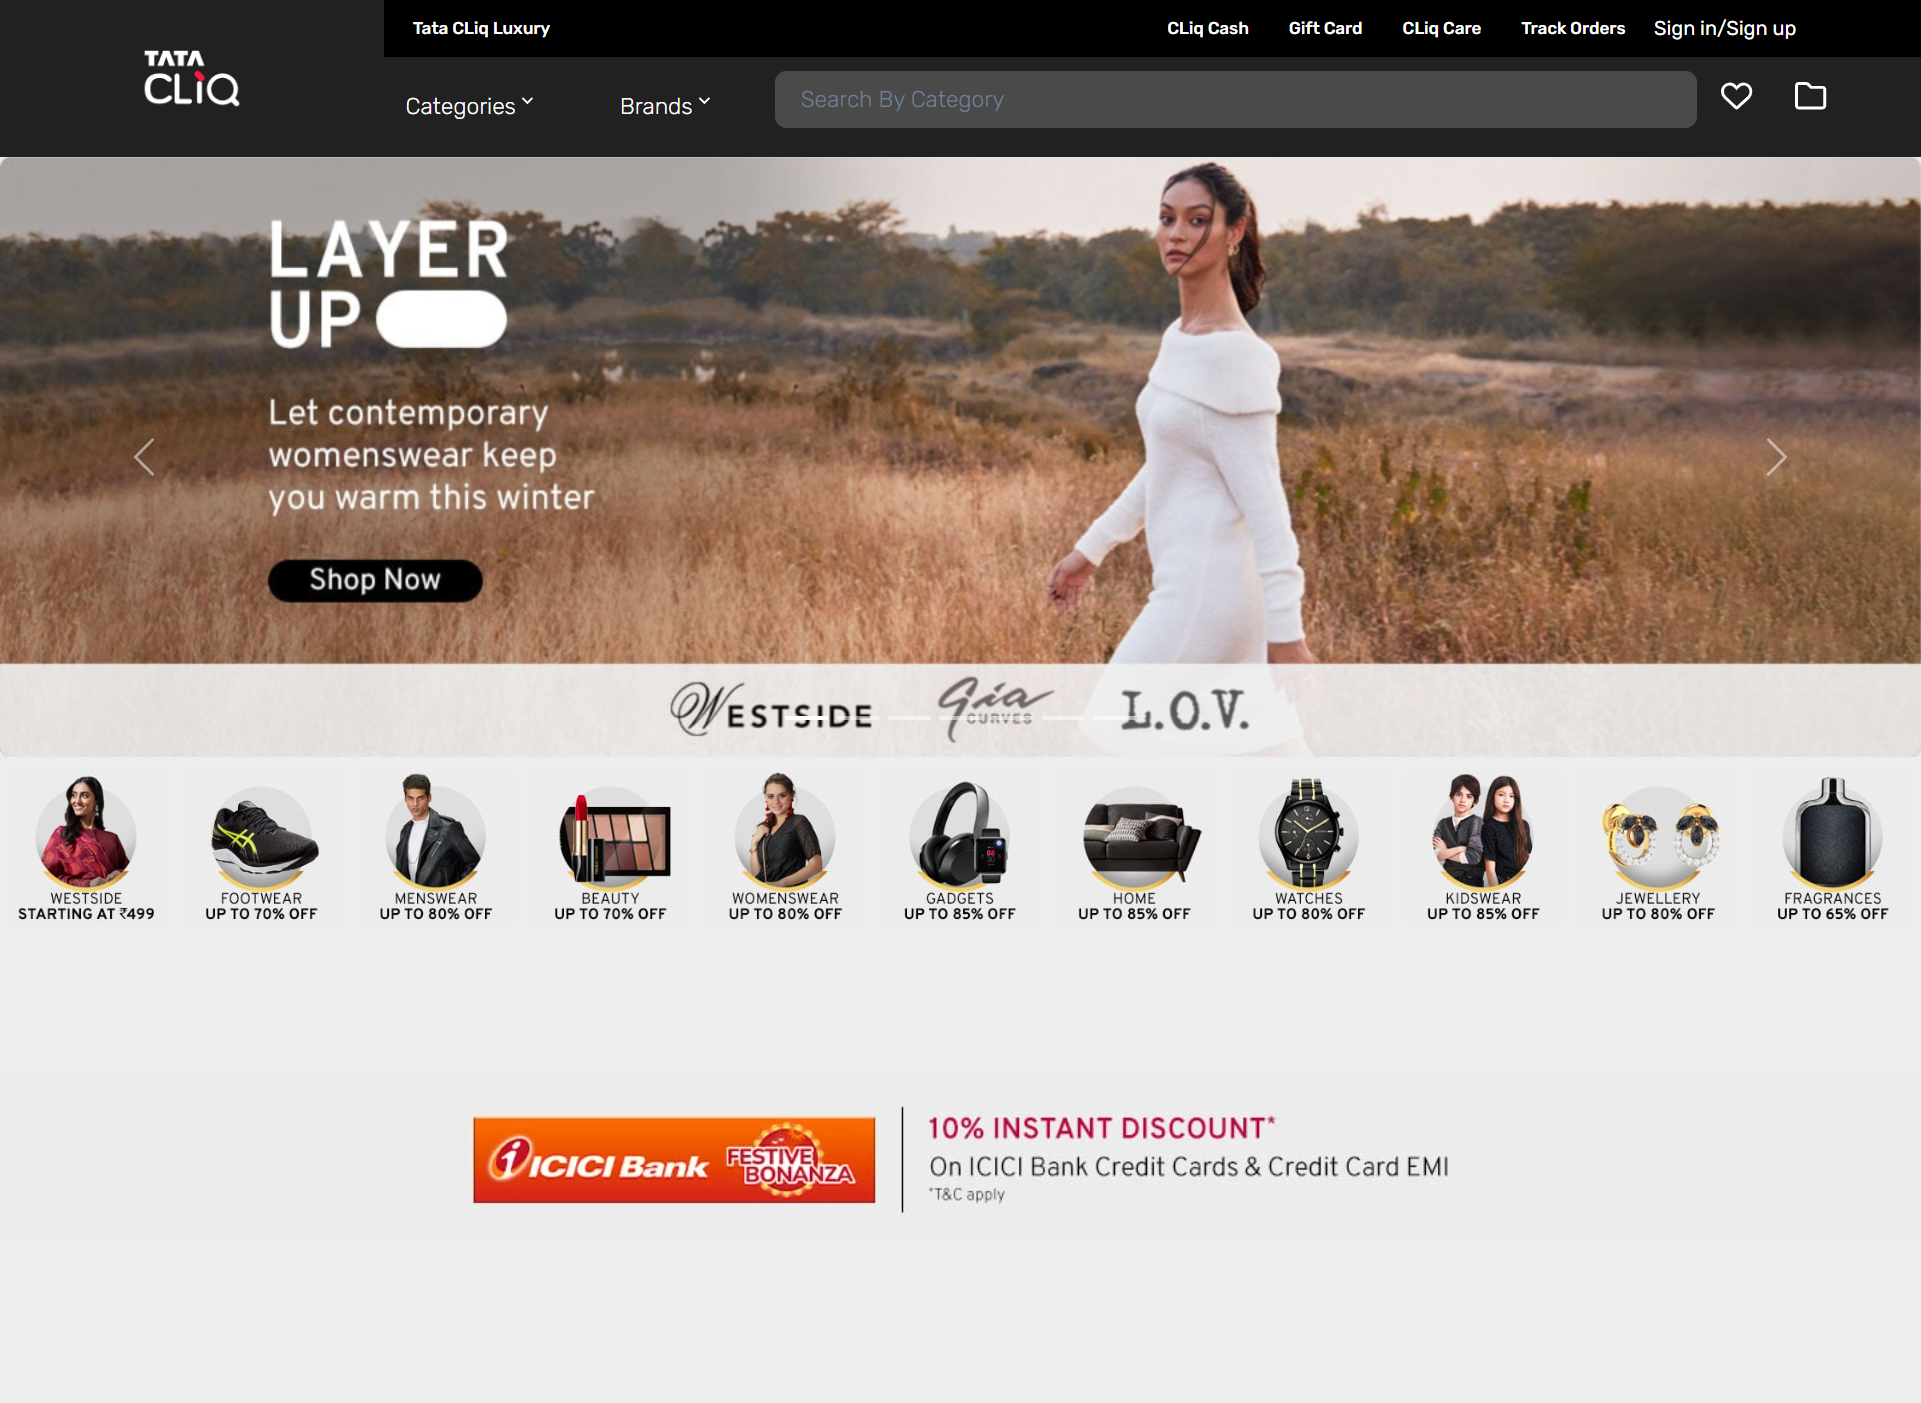 Tata CLiq Luxury
CLiq Cash
Gift Card
CLiq Care
Track Orders
Sign in/Sign up
TATA
CLiQ
Categories
Brands
Search By Category
LAYER
UP
Let contemporary
womenswear keep
you warm this winter
Shop Now
WESTSIDE
Gia
CURVES
L.O.V.
WESTSIDE
STARTING AT ₹499
FOOTWEAR
UP TO 70% OFF
MENSWEAR
UP TO 80% OFF
BEAUTY
UP TO 70% OFF
WOMENSWEAR
UP TO 80% OFF
GADGETS
UP TO 85% OFF
HOME
UP TO 85% OFF
WATCHES
UP TO 80% OFF
KIDSWEAR
UP TO 85% OFF
JEWELLERY
UP TO 80% OFF
FRAGRANCES
UP TO 65% OFF
ICICI Bank
FESTIVE
BONANZA
10% INSTANT DISCOUNT*
On ICICI Bank Credit Cards & Credit Card EMI
*T&C apply